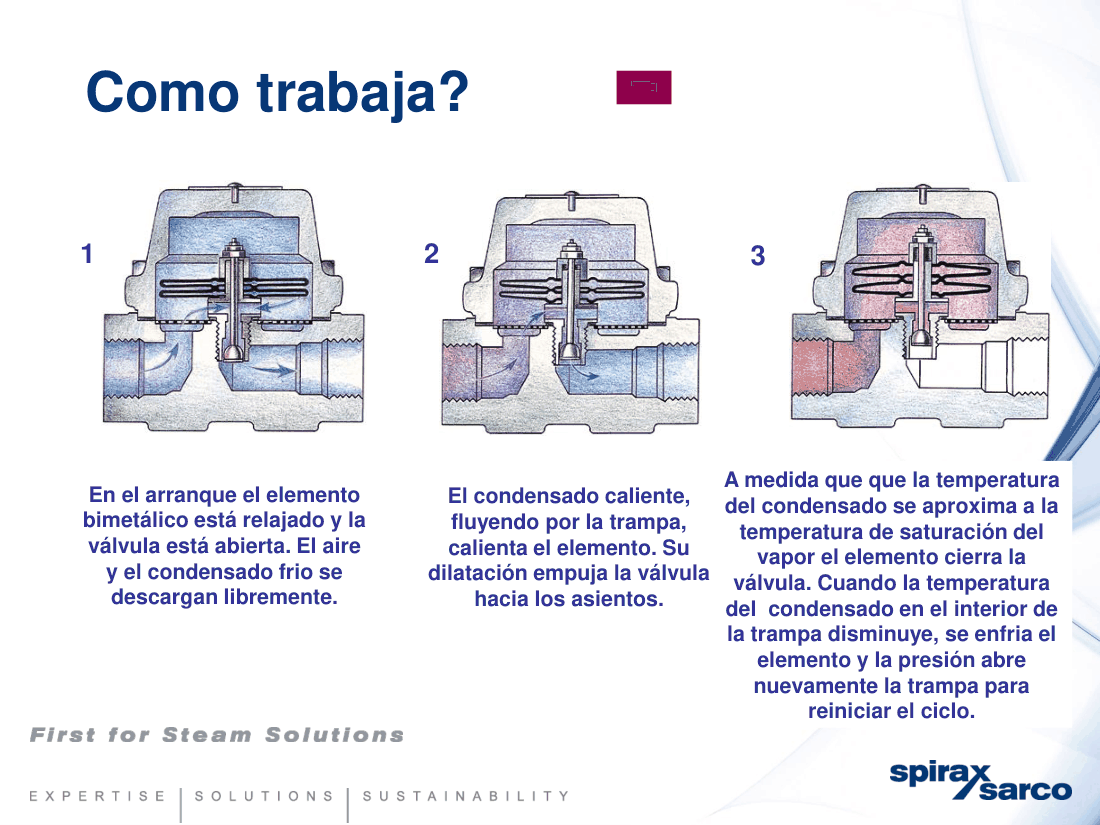 Como trabaja?
1
En el arranque el elemento
bimetálico está relajado y la
válvula está abierta. El aire
y el condensado frio se
descargan libremente.
2
El condensado caliente,
fluyendo por la trampa,
calienta el elemento. Su
dilatación empuja la válvula
hacia los asientos.
3
A medida que que la temperatura
del condensado se aproxima a la
temperatura de saturación del
vapor el elemento cierra la
válvula. Cuando la temperatura
del  condensado en el interior de
la trampa disminuye, se enfria el
elemento y la presión abre
nuevamente la trampa para
reiniciar el ciclo.
First for Steam Solutions
EXPERTISE | SOLUTIONS | SUSTAINABILITY
spirax
sarco